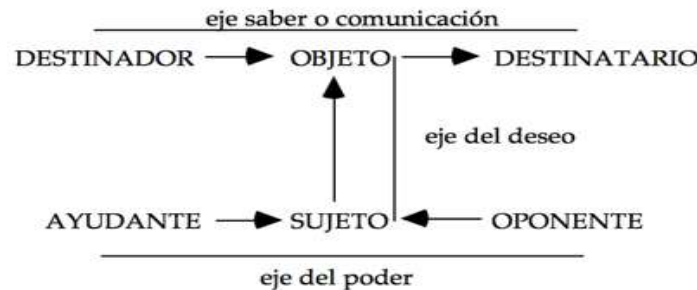 eje saber o comunicación
DESTINADOR OBJETO DESTINATARIO
eje del deseo
AYUDANTE SUJETO OPONENTE
eje del poder